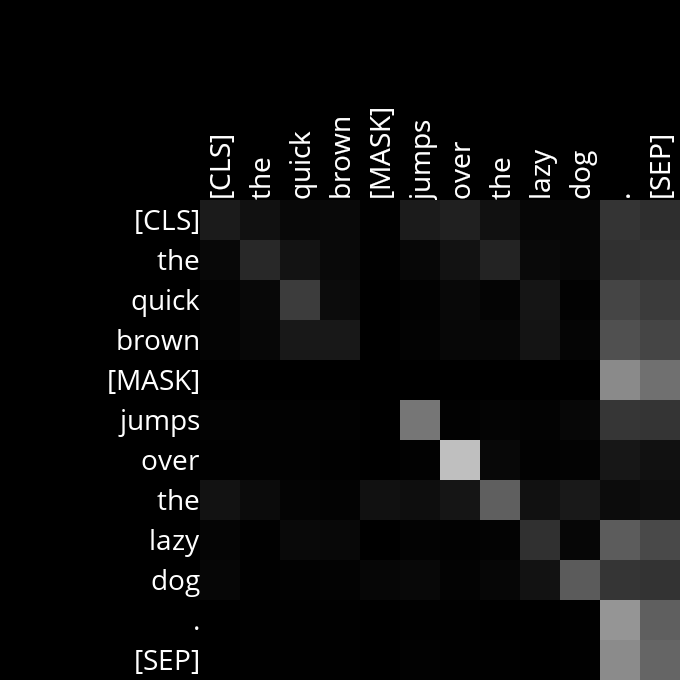 [CLS] the quick brown [MASK] jumps over the lazy dog . [SEP]
[CLS]
the
quick
brown
[MASK]
jumps
over
the
lazy
dog
.
[SEP]